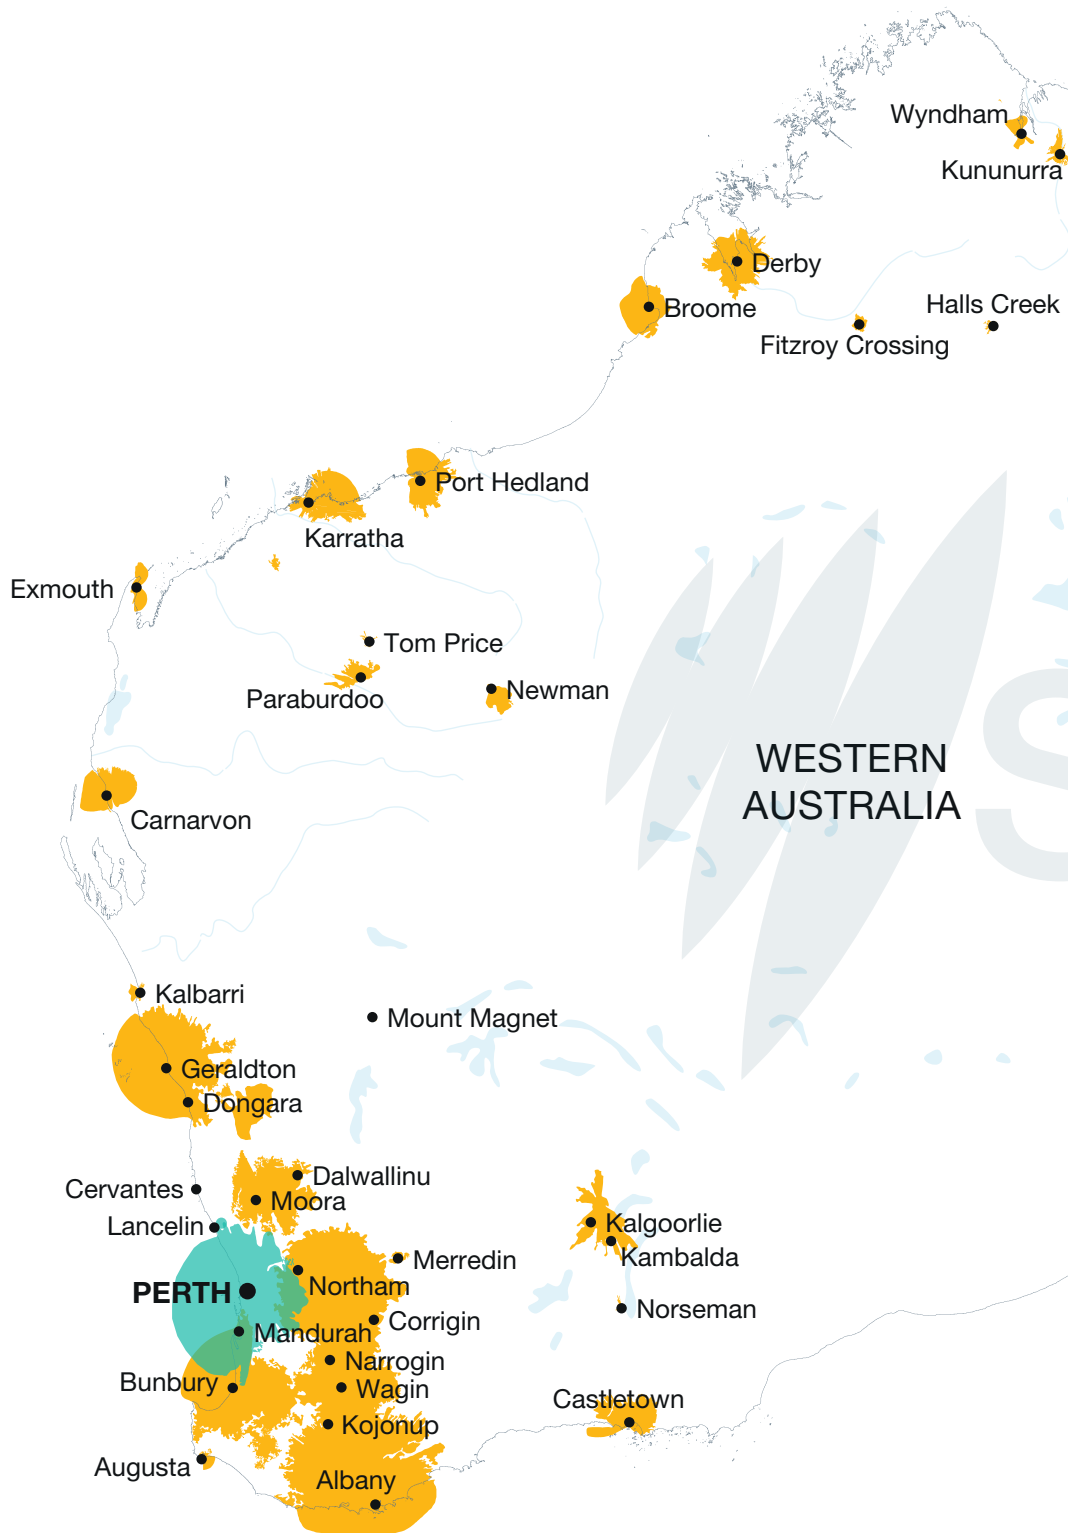 Wyndham
Kununurra
Derby
Broome
Halls Creek
Fitzroy Crossing
Port Hedland
Karratha
Exmouth
Tom Price
Paraburdoo
Newman
WESTERN
AUSTRALIA
S
Carnarvon
Kalbarri
Mount Magnet
Geraldton
Dongara
Dalwallinu
Cervantes
Moora
Lancelin
Kalgoorlie
Kambalda
Merredin
Northam
PERTH
Norseman
Corrigin
Mandurah
Narrogin
Bunbury
Wagin
Castletown
Kojonup
Augusta
Albany